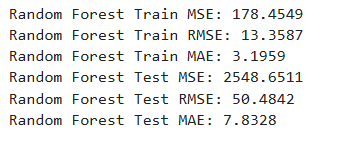 Random Forest Train MSE: 178.4549
Random Forest Train RMSE: 13.3587
Random Forest Train MAE: 3.1959
Random Forest Test MSE: 2548.6511
Random Forest Test RMSE: 50.4842
Random Forest Test MAE: 7.8328